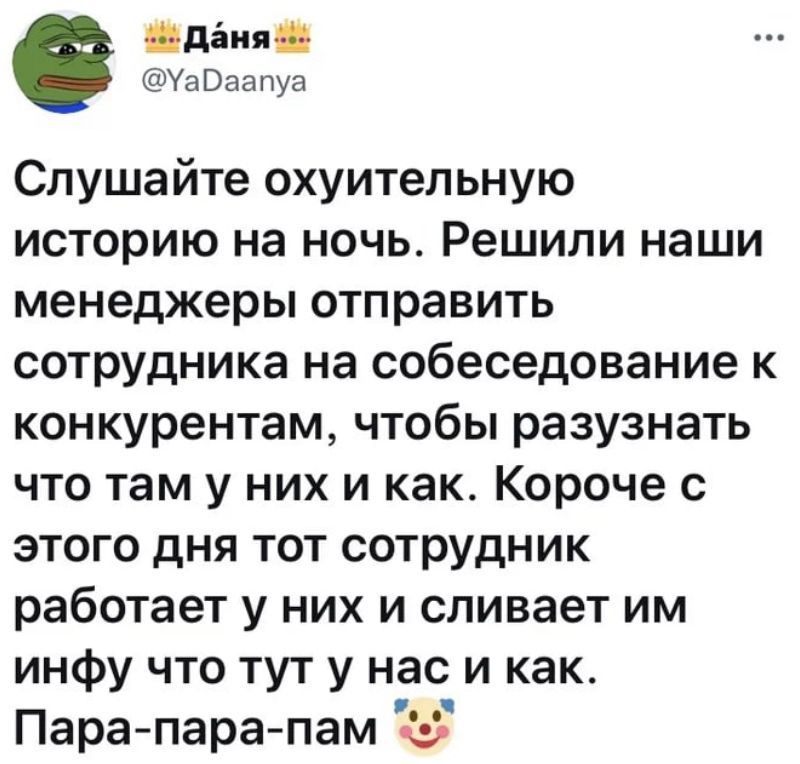 👑Да́ня👑
@YaDaanya
Слушайте охуительную
историю на ночь. Решили наши
менеджеры отправить
сотрудника на собеседование к
конкурентам, чтобы разузнать
что там у них и как. Короче с
этого дня тот сотрудник
работает у них и сливает им
инфу что тут у нас и как.
Пара-пара-пам 🤡